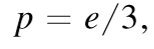 p = e/3,